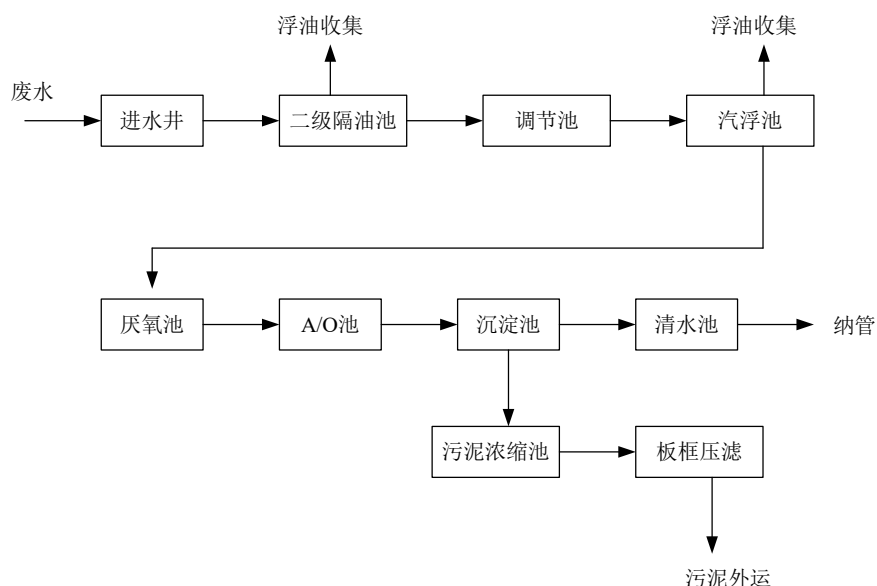 浮油收集
浮油收集
废水
进水井
二级隔油池
调节池
汽浮池
厌氧池
A/O池
沉淀池
清水池
纳管
污泥浓缩池
板框压滤
污泥外运